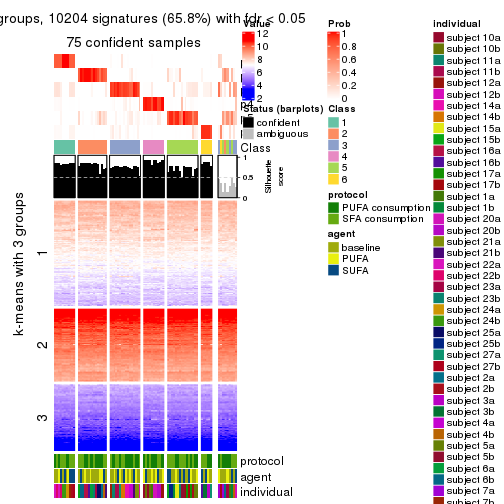 groups, 10204 signatures (65.8%) with fdr < 0.05
75 confident samples
k-means with 3 groups
1
2
3
p4
Class
1
0.5
0
Silhouette
score
protocol
agent
individual
Value
12
10
8
6
4
2
Status (barplots)
confident
ambiguous
Prob
1
0.8
0.6
0.4
0.2
0
Class
1
2
3
4
5
6
protocol
PUFA consumption
SFA consumption
agent
baseline
PUFA
SUFA
individual
subject 10a
subject 10b
subject 11a
subject 11b
subject 12a
subject 12b
subject 14a
subject 14b
subject 15a
subject 15b
subject 16a
subject 16b
subject 17a
subject 17b
subject 1a
subject 1b
subject 20a
subject 20b
subject 21a
subject 21b
subject 22a
subject 22b
subject 23a
subject 23b
subject 24a
subject 24b
subject 25a
subject 25b
subject 27a
subject 27b
subject 2a
subject 2b
subject 3a
subject 3b
subject 4a
subject 4b
subject 5a
subject 5b
subject 6a
subject 6b
subject 7a
subject 7b